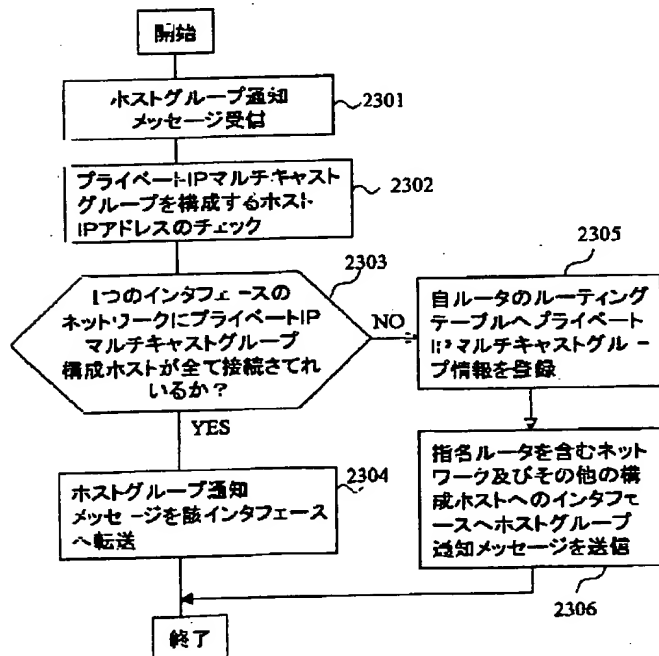 開始
ホストグループ通知
メッセージ受信
2301
プライベートIPマルチキャスト
グループを構成するホスト
IPアドレスのチェック
2302
2303
1つのインタフェースの
ネットワークにプライベートIP
マルチキャストグループ
構成ホストが全て接続さてれ
いるか？
NO
YES
2305
自ルータのルーティング
テーブルへプライベート
IPマルチキャストグルー
プ情報を登録
2304
ホストグループ通知
メッセージを該インタフェース
へ転送
指名ルータを含むネット
ワーク及びその他の構
成ホストへのインタフェ
ースへホストグループ
通知メッセージを送信
2306
終了